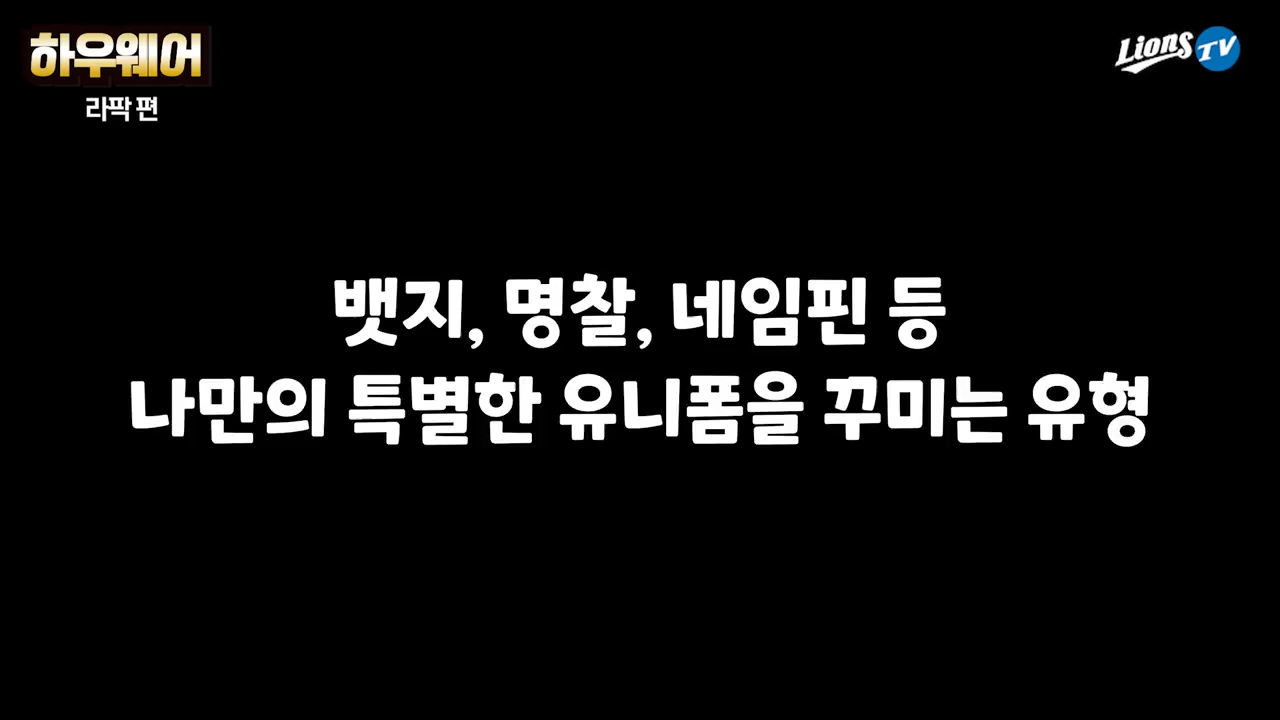 하우웨어
라팍 편
Lions TV
뱃지, 명찰, 네임핀 등
나만의 특별한 유니폼을 꾸미는 유형